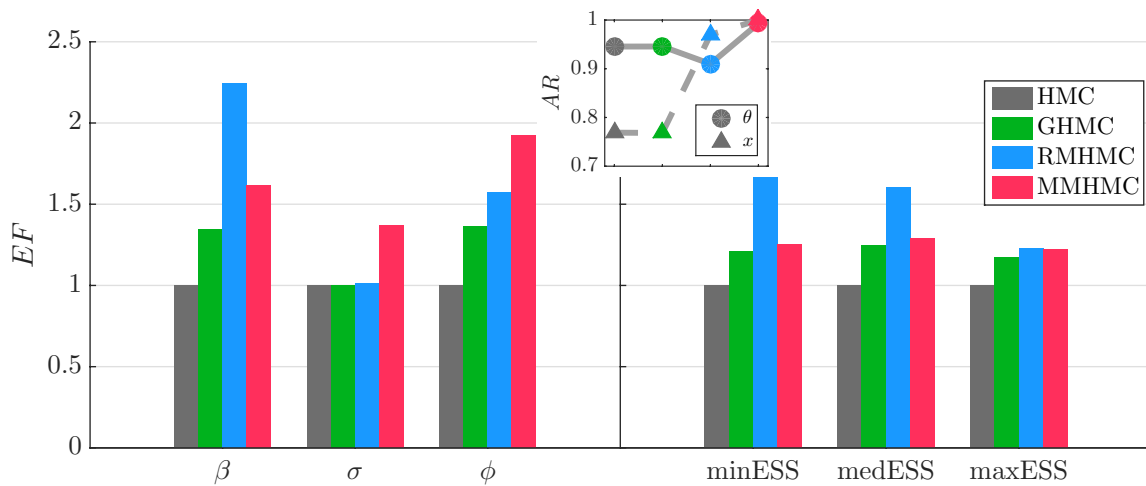 1
0.9
0.8
0.7
AR
θ
x
2.5
2
1.5
1
0.5
0
EF
HMC
GHMC
RMHMC
MMHMC
β σ ϕ minESS medESS maxESS